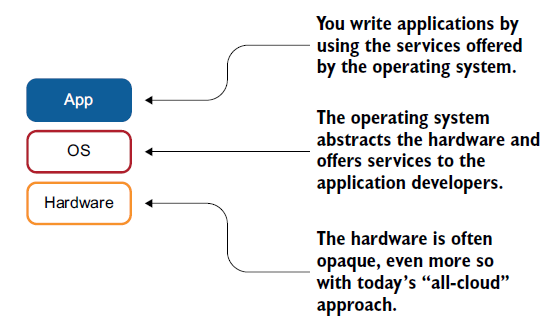 You write applications by
using the services offered
by the operating system.
App
The operating system
abstracts the hardware and
offers services to the
application developers.
OS
Hardware
The hardware is often
opaque, even more so
with today's “all-cloud”
approach.